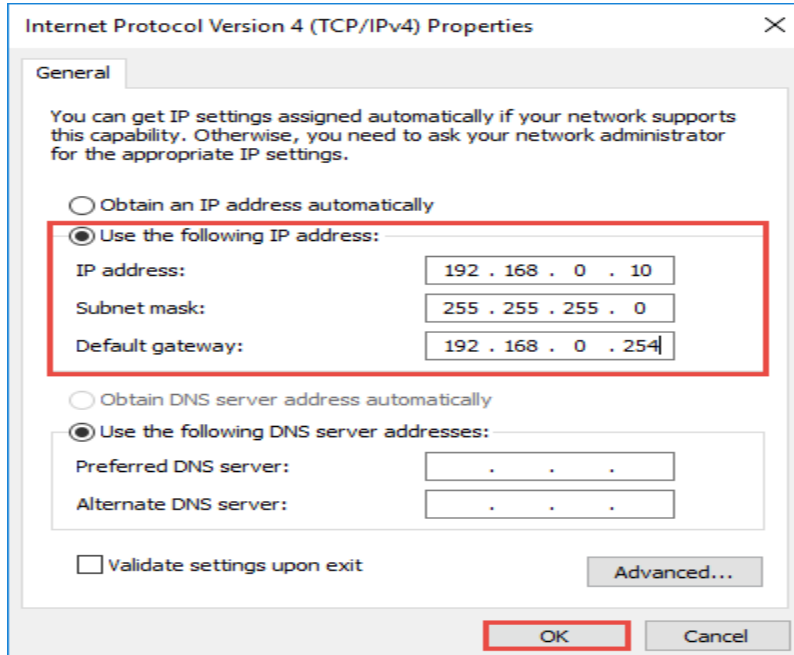 Internet Protocol Version 4 (TCP/IPv4) Properties
General
You can get IP settings assigned automatically if your network supports
this capability. Otherwise, you need to ask your network administrator
for the appropriate IP settings.
Obtain an IP address automatically
Use the following IP address:
IP address: 192 . 168 . 0 . 10
Subnet mask: 255 . 255 . 255 . 0
Default gateway: 192 . 168 . 0 . 254
Obtain DNS server address automatically
Use the following DNS server addresses:
Preferred DNS server: . . .
Alternate DNS server: . . .
Validate settings upon exit
Advanced...
OK Cancel